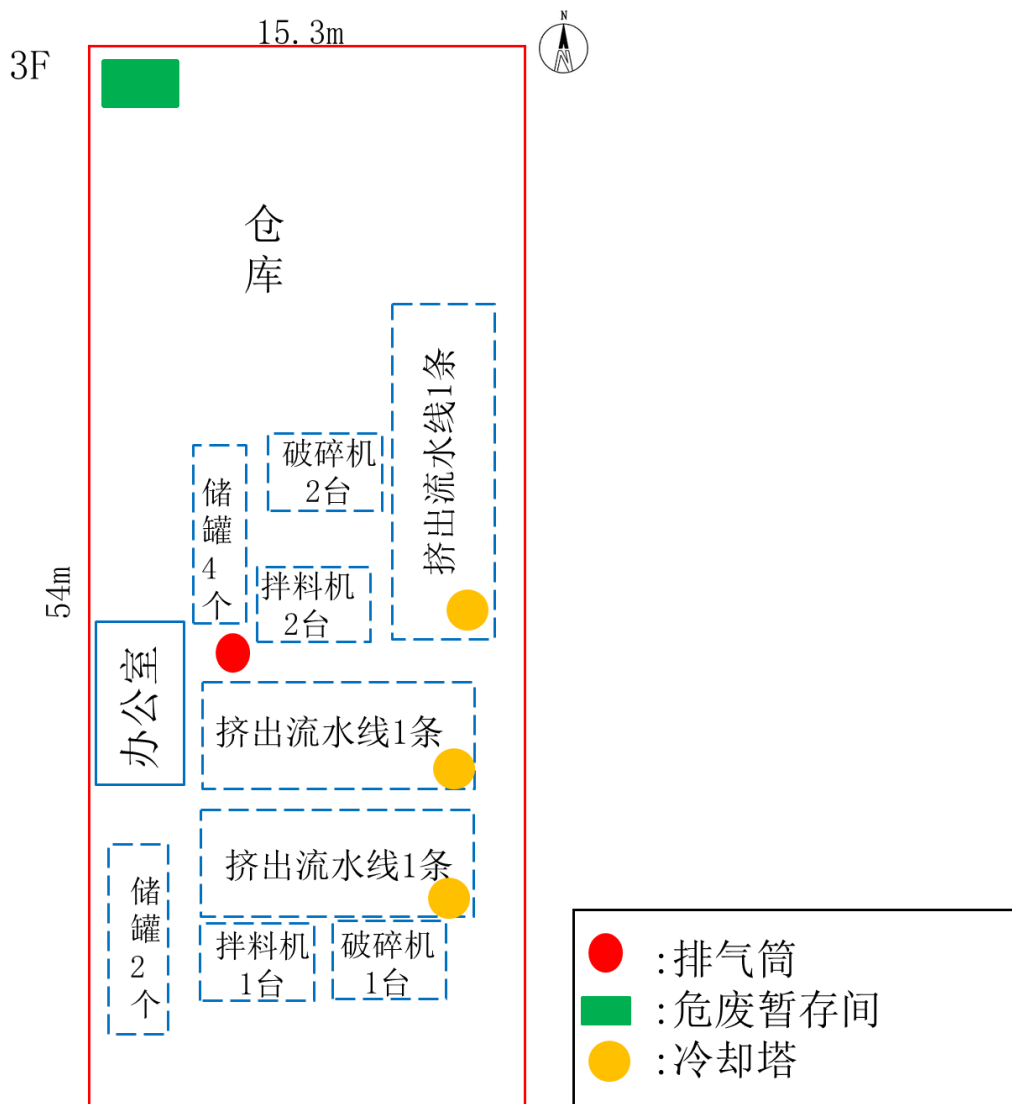 15.3m
N
3F
仓
库
挤出流水线1条
破碎机
2台
储
罐
4
个
拌料机
2台
54m
办公室
挤出流水线1条
挤出流水线1条
储
罐
2
个
拌料机
1台
破碎机
1台
:排气筒
:危废暂存间
:冷却塔